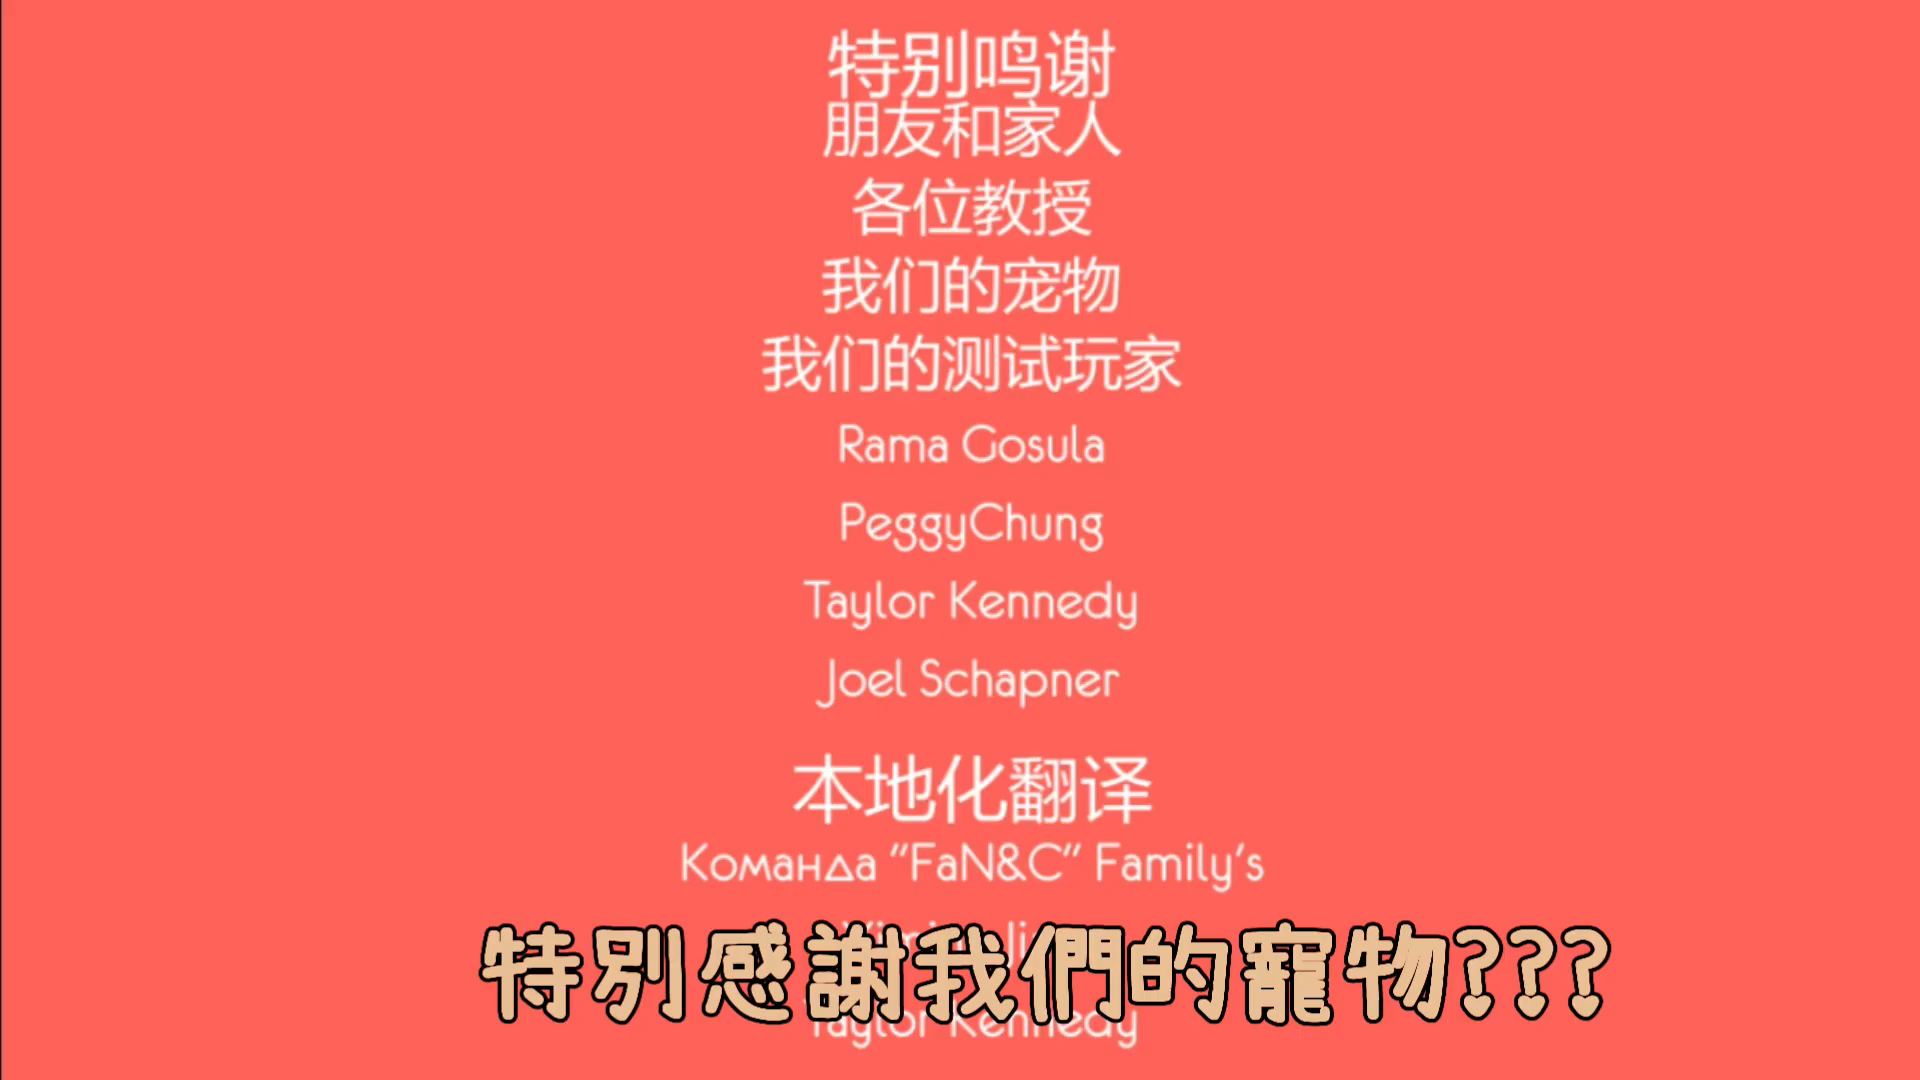 特别鸣谢
朋友和家人
各位教授
我们的宠物
我们的测试玩家
Rama Gosula
PeggyChung
Taylor Kennedy
Joel Schapner
本地化翻译
Команда “FaN&C” Family’s
特別感謝我們的寵物???
Taylor Kennedy